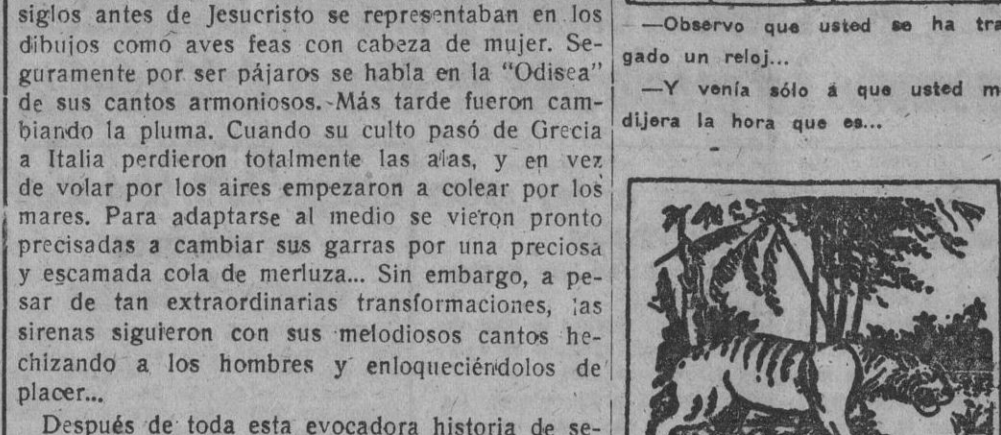 siglos antes de Jesucristo se representaban en los
dibujos como aves feas con cabeza de mujer. Se-
guramente por ser pájaros se habla en la “Odisea”
de sus cantos armoniosos. Más tarde fueron cam-
biando la pluma. Cuando su culto pasó de Grecia
a Italia perdieron totalmente las alas, y en vez
de volar por los aires empezaron a colear por los
mares. Para adaptarse al medio se vieron pronto
precisadas a cambiar sus garras por una preciosa
y escamada cola de merluza... Sin embargo, a pe-
sar de tan extraordinarias transformaciones, las
sirenas siguieron con sus melodiosos cantos he-
chizando a los hombres y enloqueciéndolos de
placer...
Después de toda esta evocadora historia de se-
—Observo que usted se ha tra
gado un reloj...
—Y venía sólo á que usted m
dijera la hora que es...